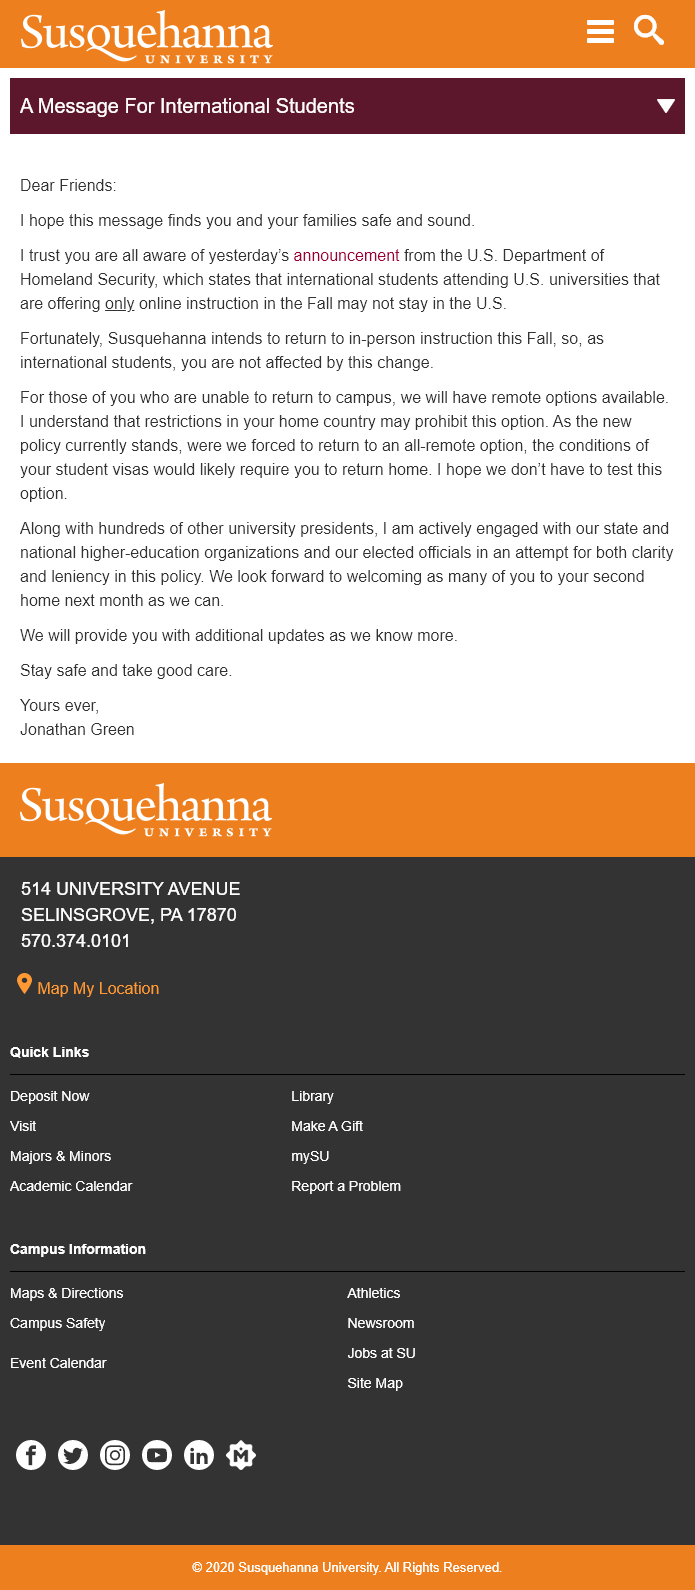 Susquehanna
UNIVERSITY
A Message For International Students
Dear Friends:
I hope this message finds you and your families safe and sound.
I trust you are all aware of yesterday’s announcement from the U.S. Department of
Homeland Security, which states that international students attending U.S. universities that
are offering only online instruction in the Fall may not stay in the U.S.
Fortunately, Susquehanna intends to return to in-person instruction this Fall, so, as
international students, you are not affected by this change.
For those of you who are unable to return to campus, we will have remote options available.
I understand that restrictions in your home country may prohibit this option. As the new
policy currently stands, were we forced to return to an all-remote option, the conditions of
your student visas would likely require you to return home. I hope we don’t have to test this
option.
Along with hundreds of other university presidents, I am actively engaged with our state and
national higher-education organizations and our elected officials in an attempt for both clarity
and leniency in this policy. We look forward to welcoming as many of you to your second
home next month as we can.
We will provide you with additional updates as we know more.
Stay safe and take good care.
Yours ever,
Jonathan Green
Susquehanna
UNIVERSITY
514 UNIVERSITY AVENUE
SELINSGROVE, PA 17870
570.374.0101
Map My Location
Quick Links
Deposit Now
Visit
Majors & Minors
Academic Calendar
Library
Make A Gift
mySU
Report a Problem
Campus Information
Maps & Directions
Campus Safety
Event Calendar
Athletics
Newsroom
Jobs at SU
Site Map
© 2020 Susquehanna University. All Rights Reserved.